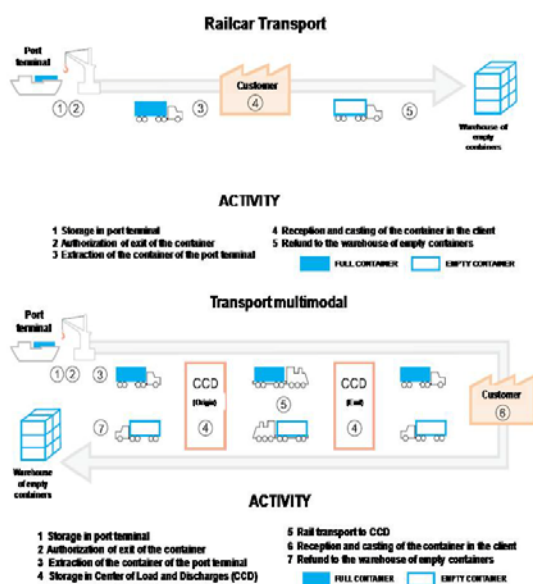 Railcar Transport
Port
terminal
1 2
3
Customer
4
5
Warehouse of
empty
containers
ACTIVITY
1 Storage in port terminal
2 Authorization of exit of the container
3 Extraction of the container of the port terminal
4 Reception and casting of the container in the client
5 Refund to the warehouse of empty containers
FULL CONTAINER
EMPTY CONTAINER
Transport multimodal
Port
terminal
1 2
3
CCD
(Origin)
4
5
CCD
(End)
4
Customer
6
7
Warehouse
of empty
containers
ACTIVITY
1 Storage in port terminal
2 Authorization of exit of the container
3 Extraction of the container of the port terminal
4 Storage in Center of Load and Discharges (CCD)
5 Rail transport to CCD
6 Reception and casting of the container in the client
7 Refund to the warehouse of empty containers
FULL CONTAINER
EMPTY CONTAINER